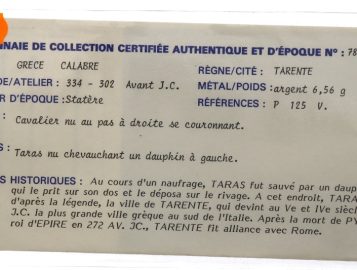 NNAIE DE COLLECTION CERTIFIÉE AUTHENTIQUE ET D'ÉPOQUE N° : 78
GRECE CALABRE RÈGNE/CITÉ : TARENTE
DE/ATELIER : 334 - 302 Avant J.C. MÉTAL/POIDS : argent 6,56 g
R D'ÉPOQUE : Statère RÉFÉRENCES : P 125 V.
: Cavalier nu au pas à droite se couronnant.
S : Taras nu chevauchant un dauphin à gauche.
S HISTORIQUES : Au cours d'un naufrage, TARAS fut sauvé par un daup
qui le prit sur son dos et le déposa sur le rivage. A cet endroit, TARA
d'après la légende, la ville de TARENTE, qui devint au Ve et IVe siècl
J.C. la plus grande ville grèque au sud de l'Italie. Après la mort de PY
roi d'EPIRE en 272 AV. JC., TARENTE fit alliance avec Rome.